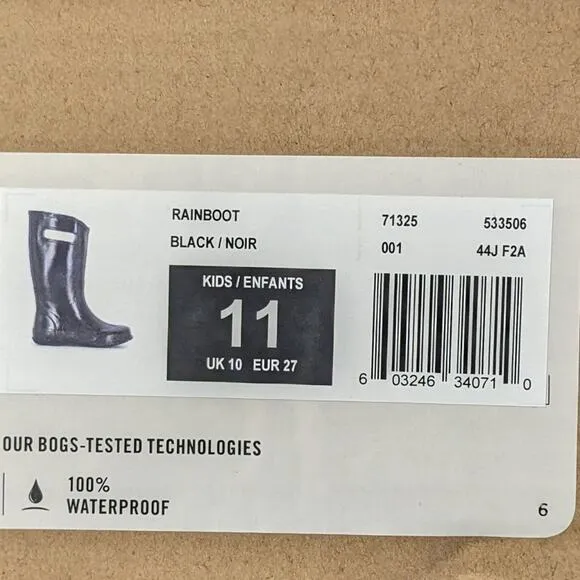 RAINBOOT 71325 533506
BLACK / NOIR 001 44J F2A
KIDS / ENFANTS
11
UK 10 EUR 27
6 03246 34071 0
OUR BOGS-TESTED TECHNOLOGIES
100%
WATERPROOF
6